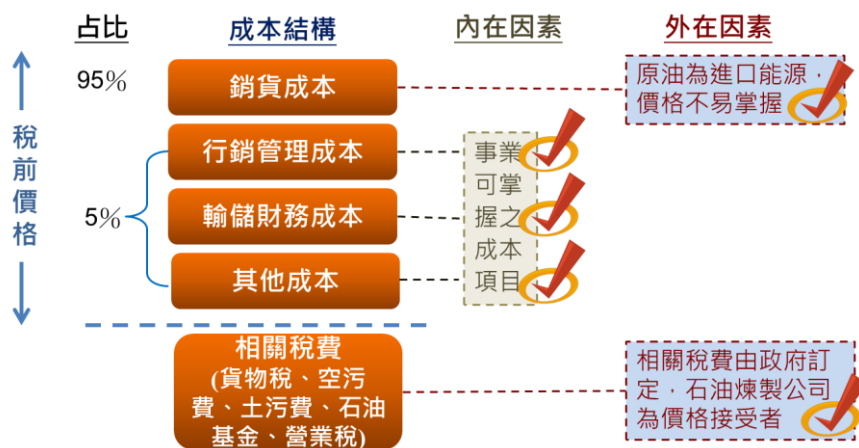 占比
成本結構
內在因素
外在因素
稅前價格
95%
銷貨成本
原油為進口能源，
價格不易掌握
行銷管理成本
事業
可掌
握之
成本
項目
5%
輸儲財務成本
其他成本
相關稅費
(貨物稅、空污
費、土污費、石油
基金、營業稅)
相關稅費由政府訂
定，石油煉製公司
為價格接受者